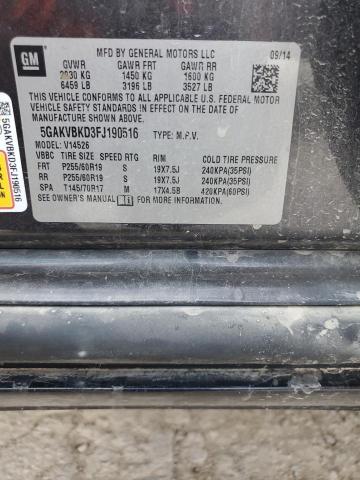 GM
MFD BY GENERAL MOTORS LLC 09/14
GVWR GAWR FRT GAWR RR
2930 KG 1450 KG 1600 KG
6459 LB 3196 LB 3527 LB
THIS VEHICLE CONFORMS TO ALL APPLICABLE U.S. FEDERAL MOTOR
VEHICLE SAFETY, BUMPER, AND THEFT PREVENTION
STANDARDS IN EFFECT ON THE DATE OF
MANUFACTURE SHOWN ABOVE.
5GAKVBKD3FJ190516 TYPE: M.P.V.
MODEL: V14526
VBBC TIRE SIZE SPEED RTG RIM COLD TIRE PRESSURE
FRT P255/60R19 S 19X7.5J 240KPA(35PSI)
RR P255/60R19 S 19X7.5J 240KPA(35PSI)
SPA T145/70R17 M 17X4.5B 420KPA(60PSI)
SEE OWNER'S MANUAL
5GAKVBKD3FJ190516